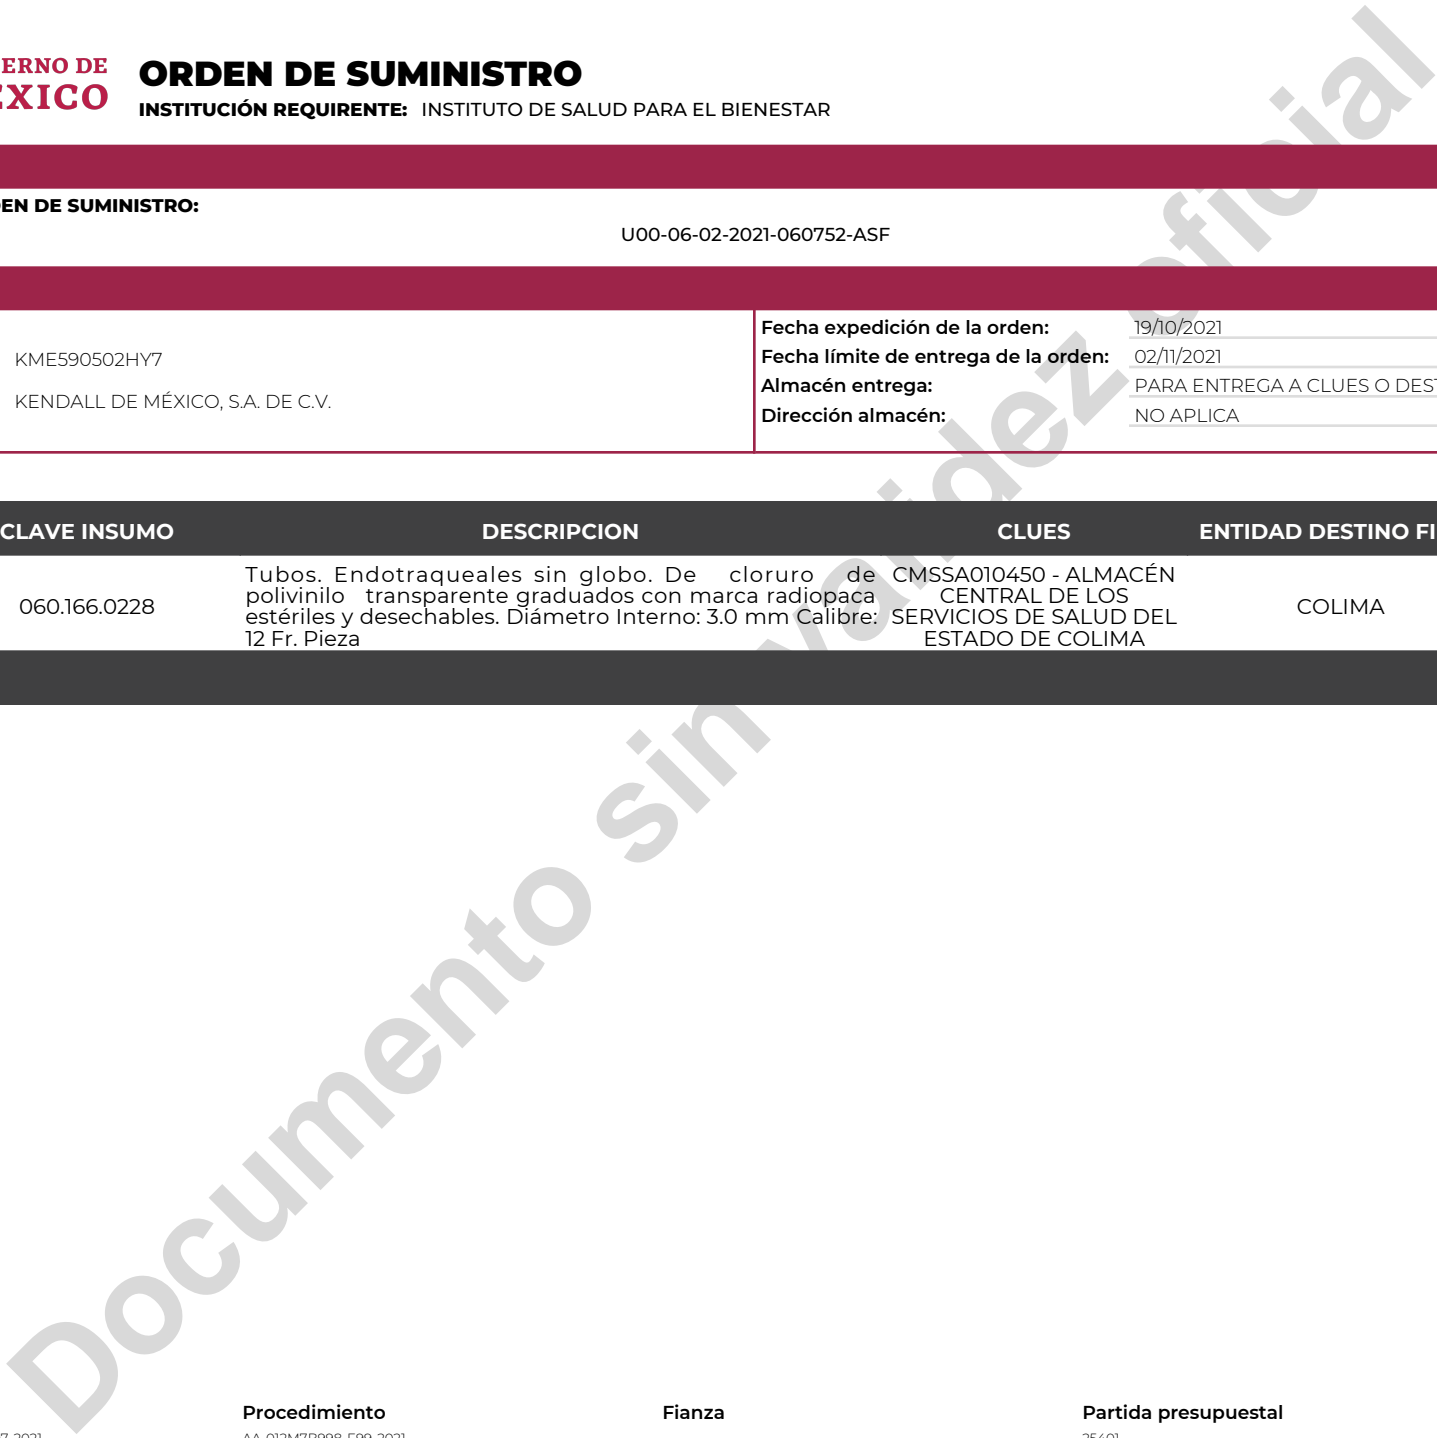 ERNO DE
ORDEN DE SUMINISTRO
XICO
INSTITUCIÓN REQUIRENTE: INSTITUTO DE SALUD PARA EL BIENESTAR
EN DE SUMINISTRO:
U00-06-02-2021-060752-ASF
KME590502HY7
KENDALL DE MÉXICO, S.A. DE C.V.
Fecha expedición de la orden: 19/10/2021
Fecha límite de entrega de la orden: 02/11/2021
Almacén entrega: PARA ENTREGA A CLUES O DEST
Dirección almacén: NO APLICA
CLAVE INSUMO DESCRIPCION CLUES ENTIDAD DESTINO FI
060.166.0228
Tubos. Endotraqueales sin globo. De cloruro de
polivinilo transparente graduados con marca radiopaca
estériles y desechables. Diámetro Interno: 3.0 mm Calibre:
12 Fr. Pieza
CMSSA010450 - ALMACÉN
CENTRAL DE LOS
SERVICIOS DE SALUD DEL
ESTADO DE COLIMA
COLIMA
Documento sin validez oficial
Procedimiento Fianza Partida presupuestal